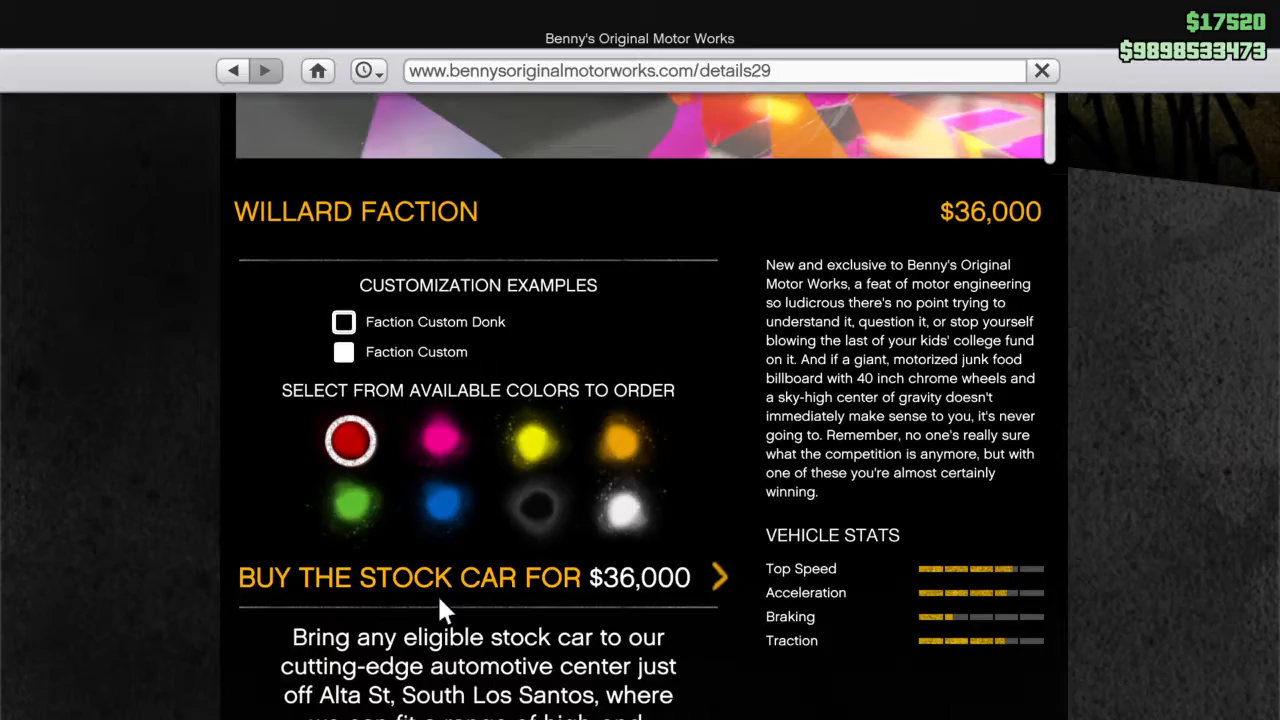 $17520
Benny's Original Motor Works
$9898533473
www.bennysoriginalmotorworks.com/details29
WILLARD FACTION
$36,000
CUSTOMIZATION EXAMPLES
Faction Custom Donk
Faction Custom
SELECT FROM AVAILABLE COLORS TO ORDER
BUY THE STOCK CAR FOR $36,000
Bring any eligible stock car to our
cutting-edge automotive center just
off Alta St, South Los Santos, where
we can fit a range of high-end
New and exclusive to Benny's Original
Motor Works, a feat of motor engineering
so ludicrous there's no point trying to
understand it, question it, or stop yourself
blowing the last of your kids' college fund
on it. And if a giant, motorized junk food
billboard with 40 inch chrome wheels and
a sky-high center of gravity doesn't
immediately make sense to you, it's never
going to. Remember, no one's really sure
what the competition is anymore, but with
one of these you're almost certainly
winning.
VEHICLE STATS
Top Speed
Acceleration
Braking
Traction